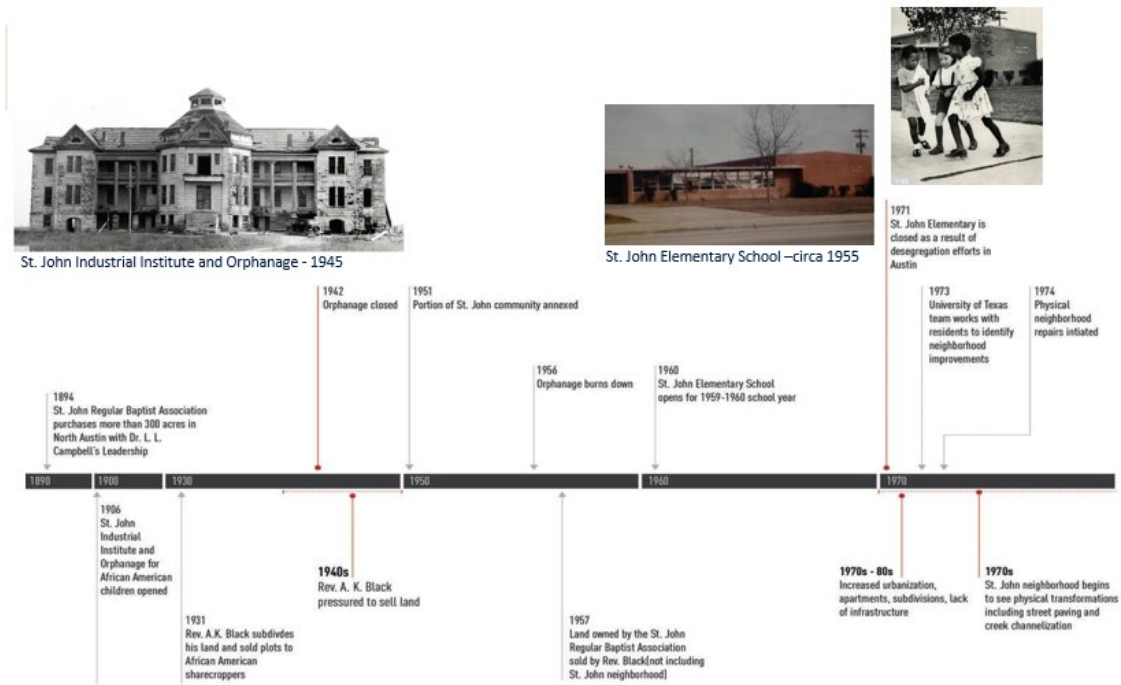 St. John Industrial Institute and Orphanage - 1945
St. John Elementary School –circa 1955
1971
St. John Elementary is
closed as a result of
desegregation efforts in
Austin
1942
Orphanage closed
1951
Portion of St. John community annexed
1973
University of Texas
team works with
residents to identify
neighborhood
improvements
1974
Physical
neighborhood
repairs intiated
1956
Orphanage burns down
1960
St. John Elementary School
opens for 1959-1960 school year
1894
St. John Regular Baptist Association
purchases more than 300 acres in
North Austin with Dr. L. L.
Campbell's Leadership
1890 1900 1930 1950 1960 1970
1906
St. John
Industrial
Institute and
Orphanage for
African American
children opened
1940s
Rev. A. K. Black
pressured to sell land
1970s - 80s
Increased urbanization,
apartments, subdivisions, lack
of infrastructure
1970s
St. John neighborhood begins
to see physical transformations
including street paving and
creek channelization
1931
Rev. A.K. Black subdivdes
his land and sold plots to
African American
sharecroppers
1957
Land owned by the St. John
Regular Baptist Association
sold by Rev. Black(not including
St. John neighborhood)